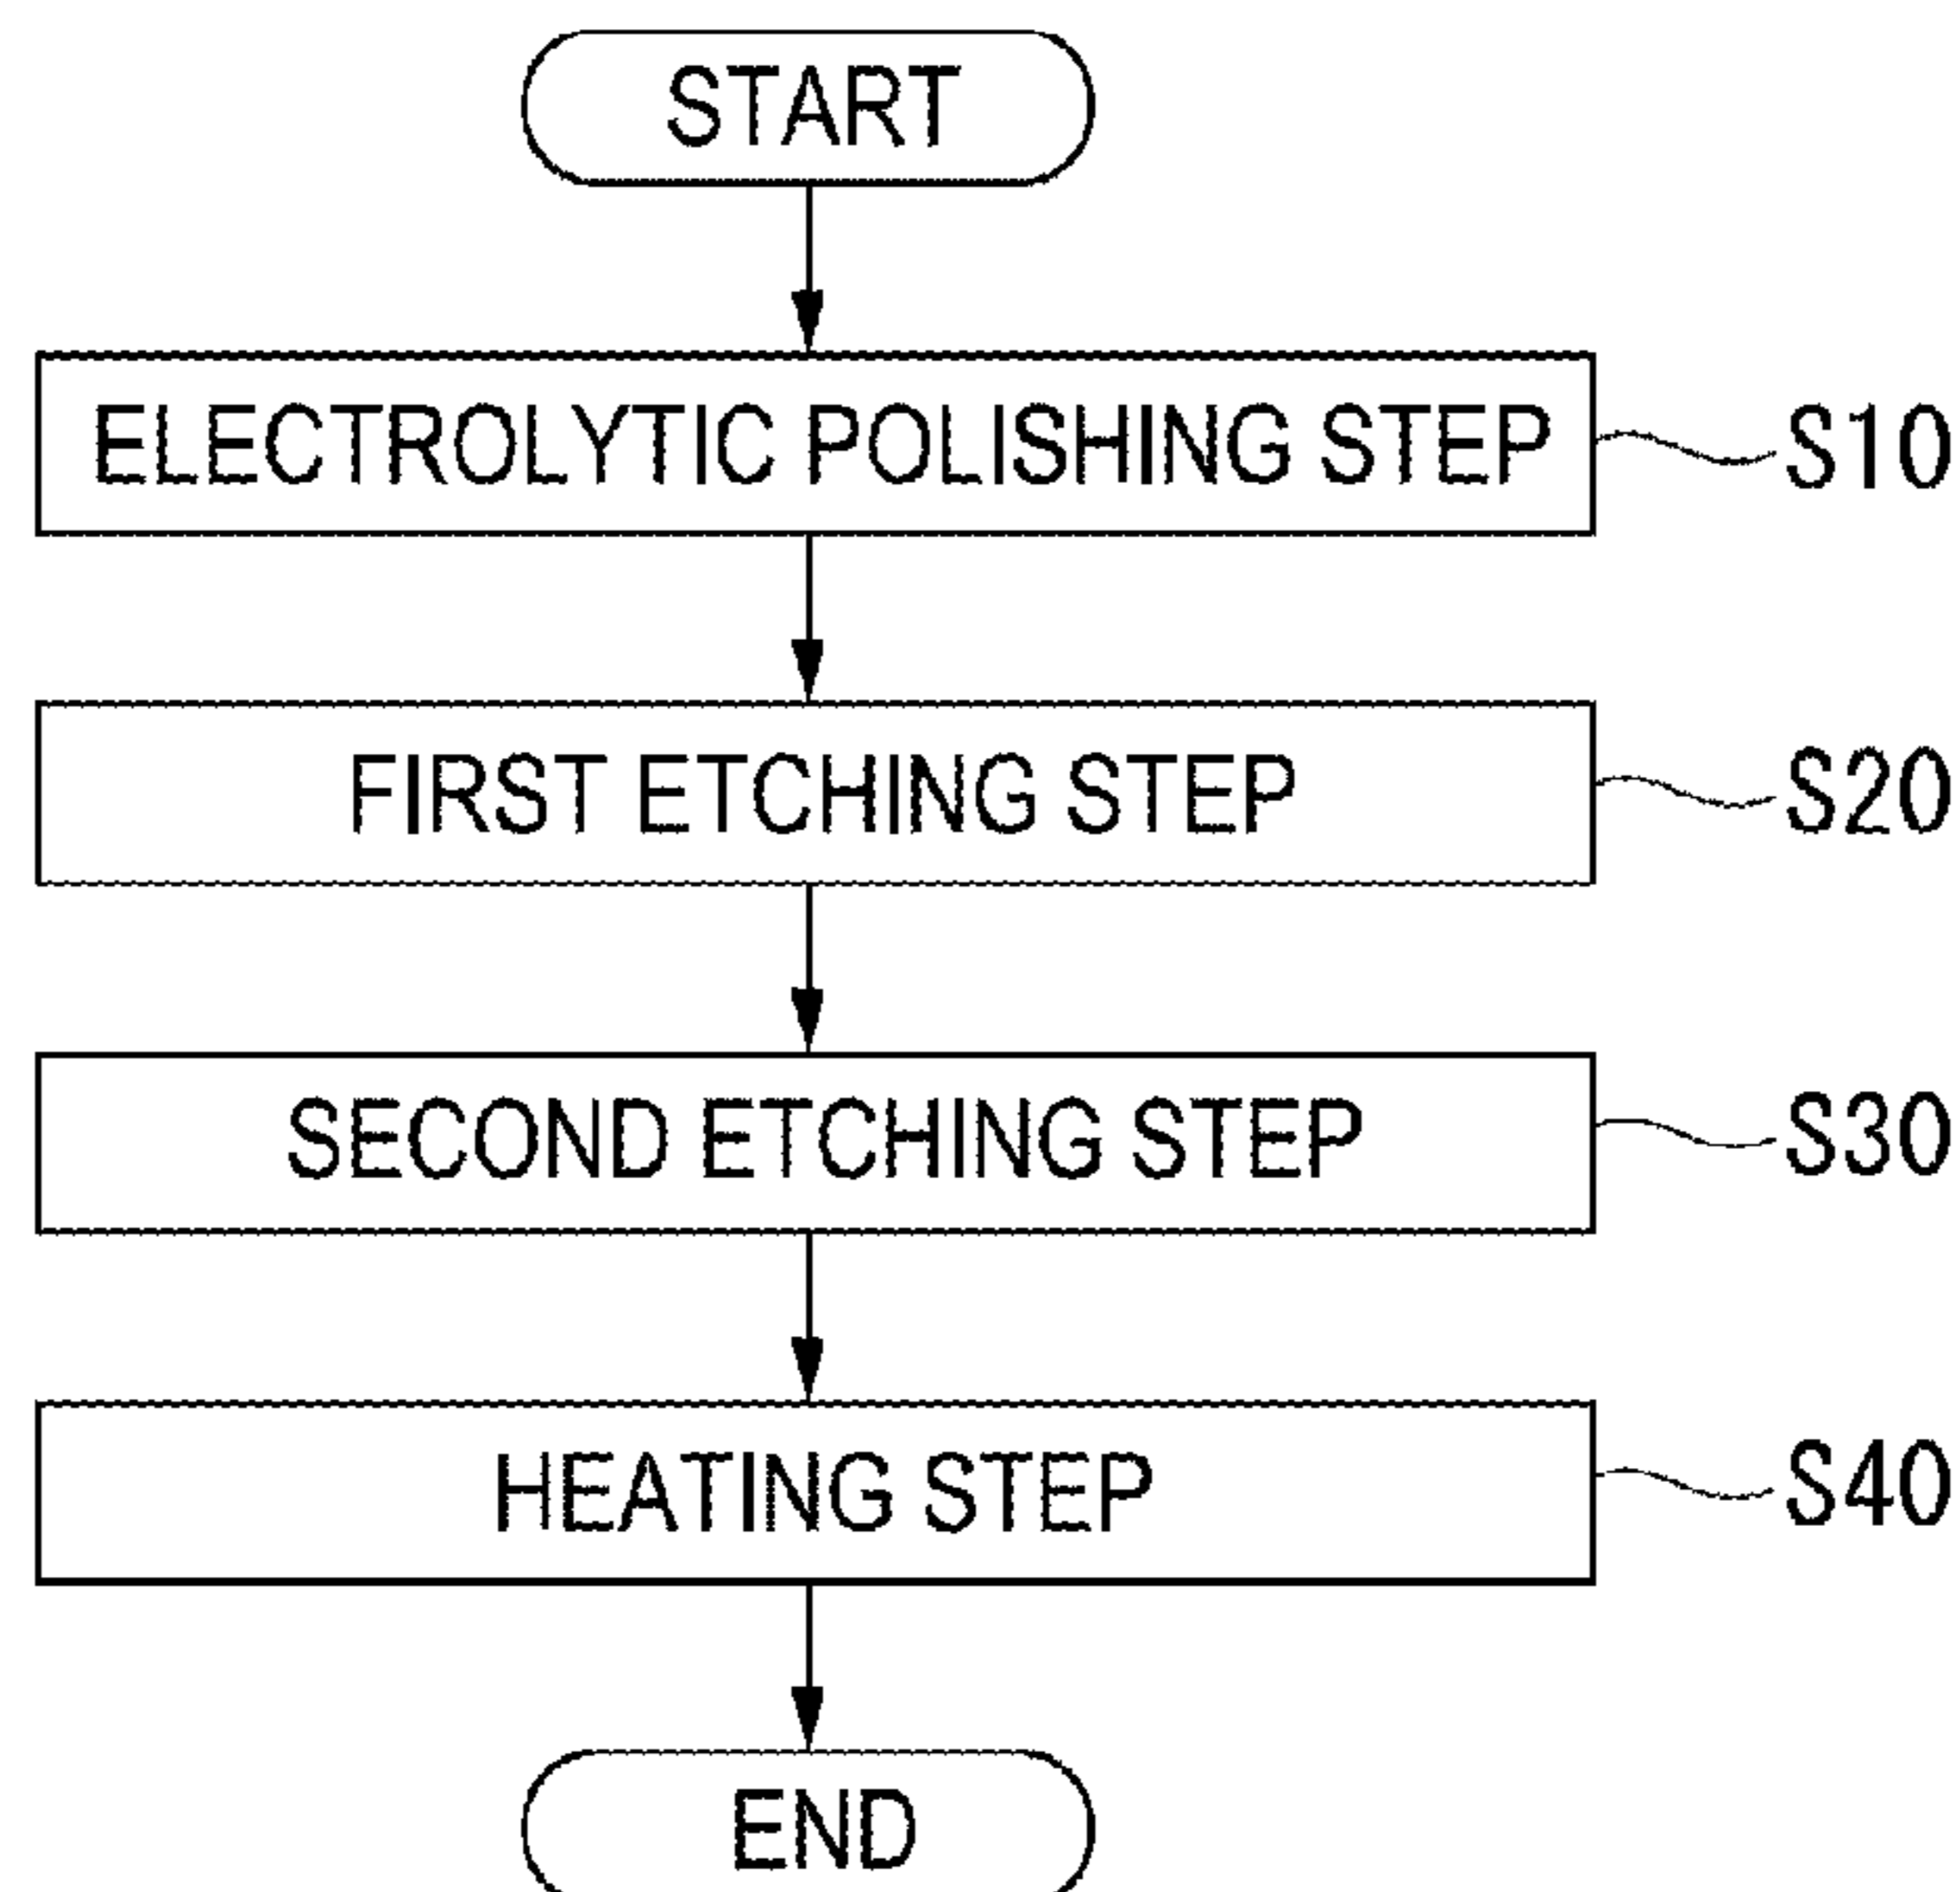 START
ELECTROLYTIC POLISHING STEP S10
FIRST ETCHING STEP S20
SECOND ETCHING STEP S30
HEATING STEP S40
END